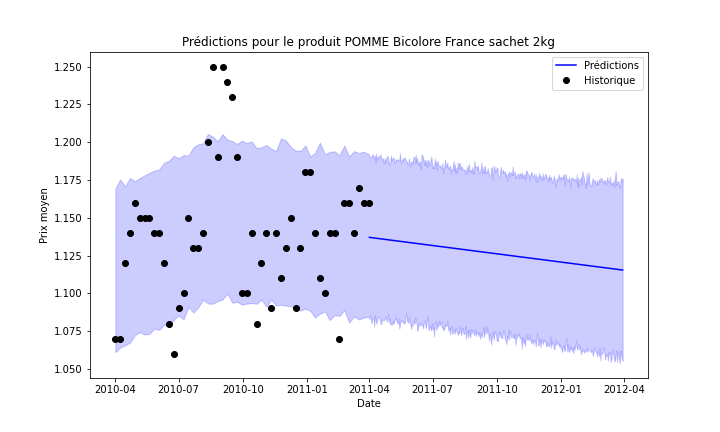 Prédictions pour le produit POMME Bicolore France sachet 2kg
Prédictions
Historique
Prix moyen
1.250
1.225
1.200
1.175
1.150
1.125
1.100
1.075
1.050
2010-04 2010-07 2010-10 2011-01 2011-04 2011-07 2011-10 2012-01 2012-04
Date